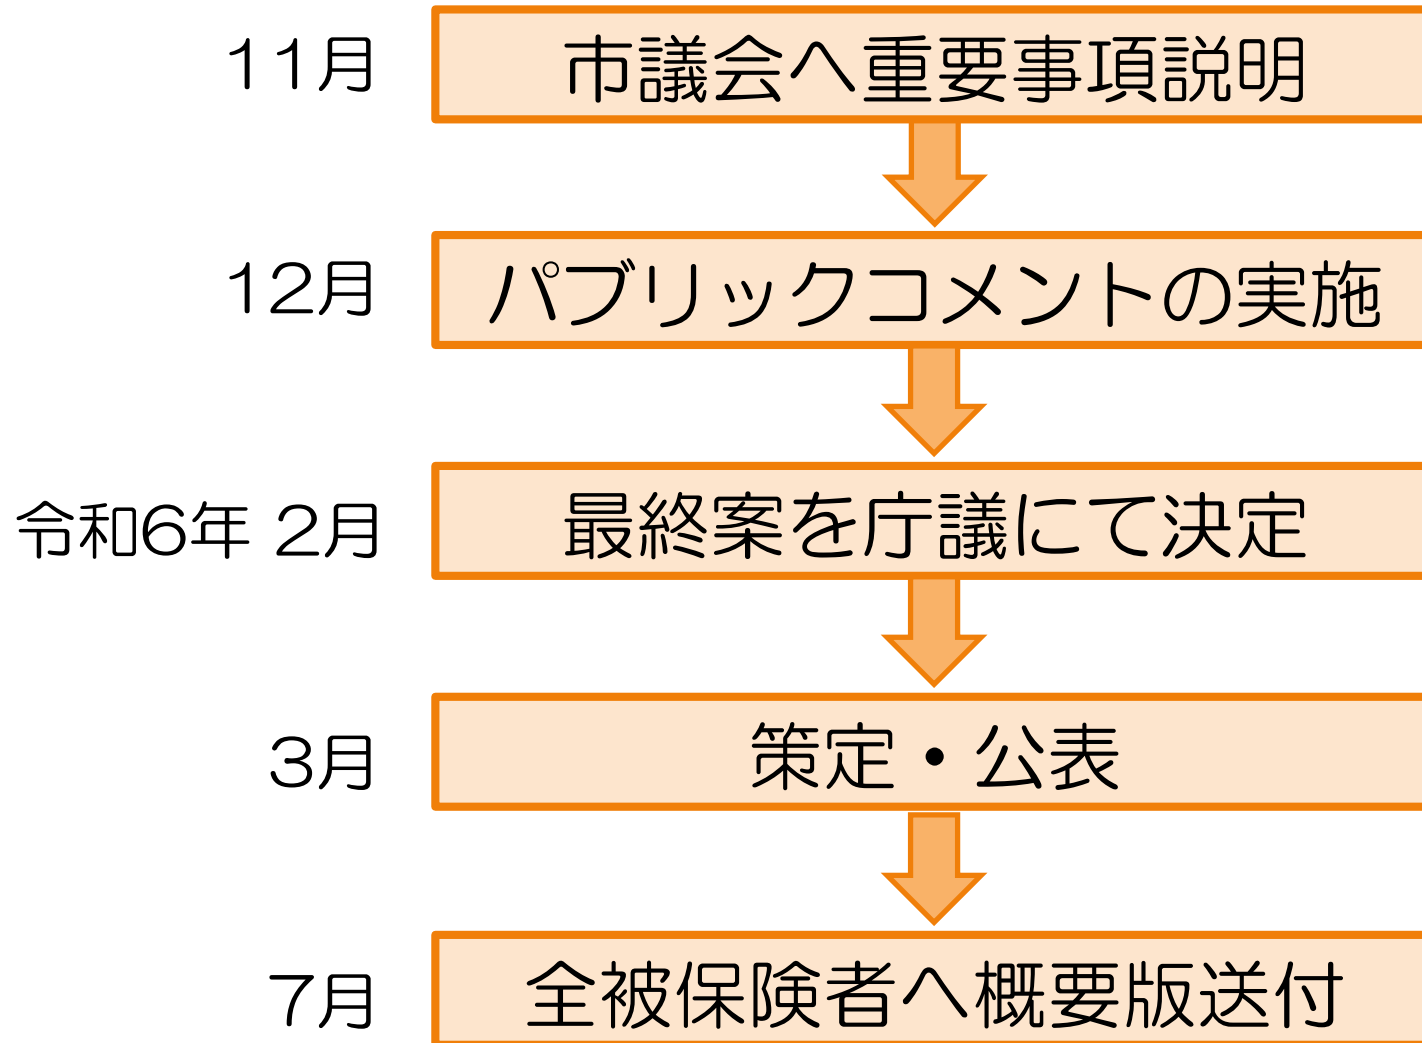 11月 市議会へ重要事項説明
12月 パブリックコメントの実施
令和6年 2月 最終案を庁議にて決定
3月 策定・公表
7月 全被保険者へ概要版送付